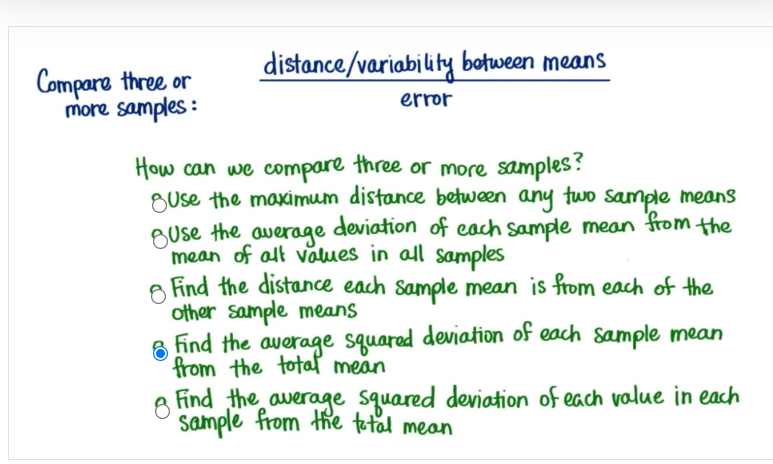 Compare three or
more samples:
distance/variability between means
error
How can we compare three or more samples?
Use the maximum distance between any two sample means
Use the average deviation of each sample mean from the
mean of all values in all samples
Find the distance each sample mean is from each of the
other sample means
Find the average squared deviation of each sample mean
from the total mean
Find the average squared deviation of each value in each
sample from the total mean